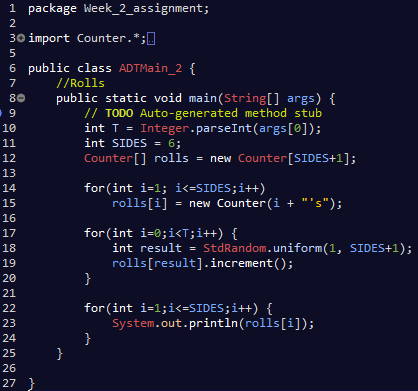 1 package Week_2_assignment;
2
3 import Counter.*;
5
6 public class ADTMain_2 {
7 //Rolls
8 public static void main(String[] args) {
9 // TODO Auto-generated method stub
10 int T = Integer.parseInt(args[0]);
11 int SIDES = 6;
12 Counter[] rolls = new Counter[SIDES+1];
13
14 for(int i=1; i<=SIDES;i++)
15 rolls[i] = new Counter(i + "'s");
16
17 for(int i=0;i<T;i++) {
18 int result = StdRandom.uniform(1, SIDES+1);
19 rolls[result].increment();
20 }
21
22 for(int i=1;i<=SIDES;i++) {
23 System.out.println(rolls[i]);
24 }
25 }
26
27 }